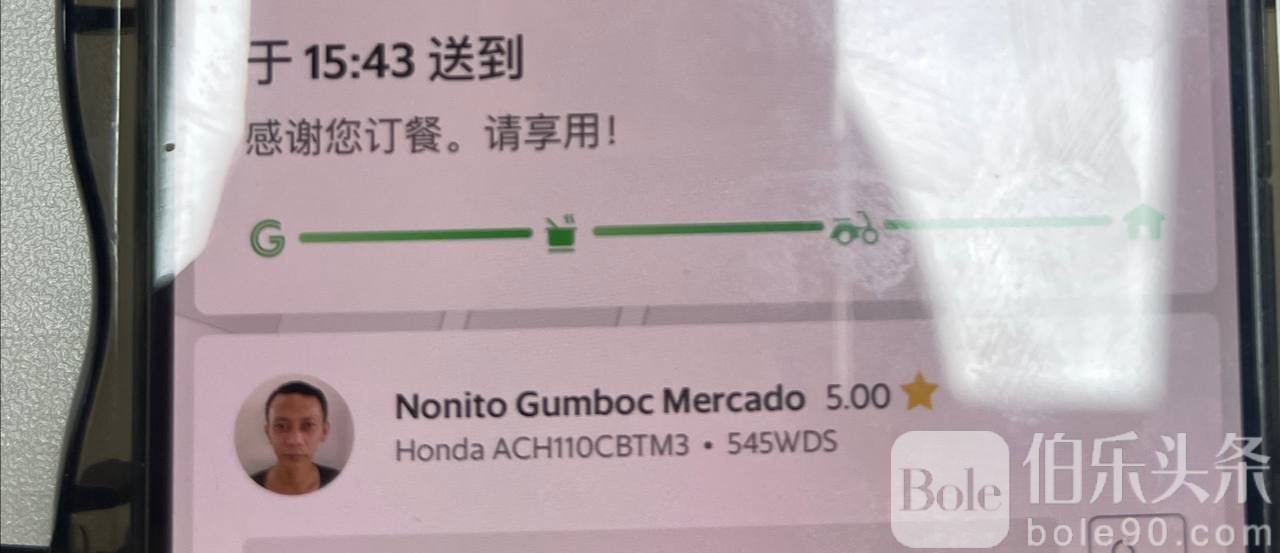 于 15:43 送到
感谢您订餐。请享用！
G
Nonito Gumboc Mercado 5.00
Honda ACH110CBTM3 • 545WDS
Bole 伯乐头条
bole90.com